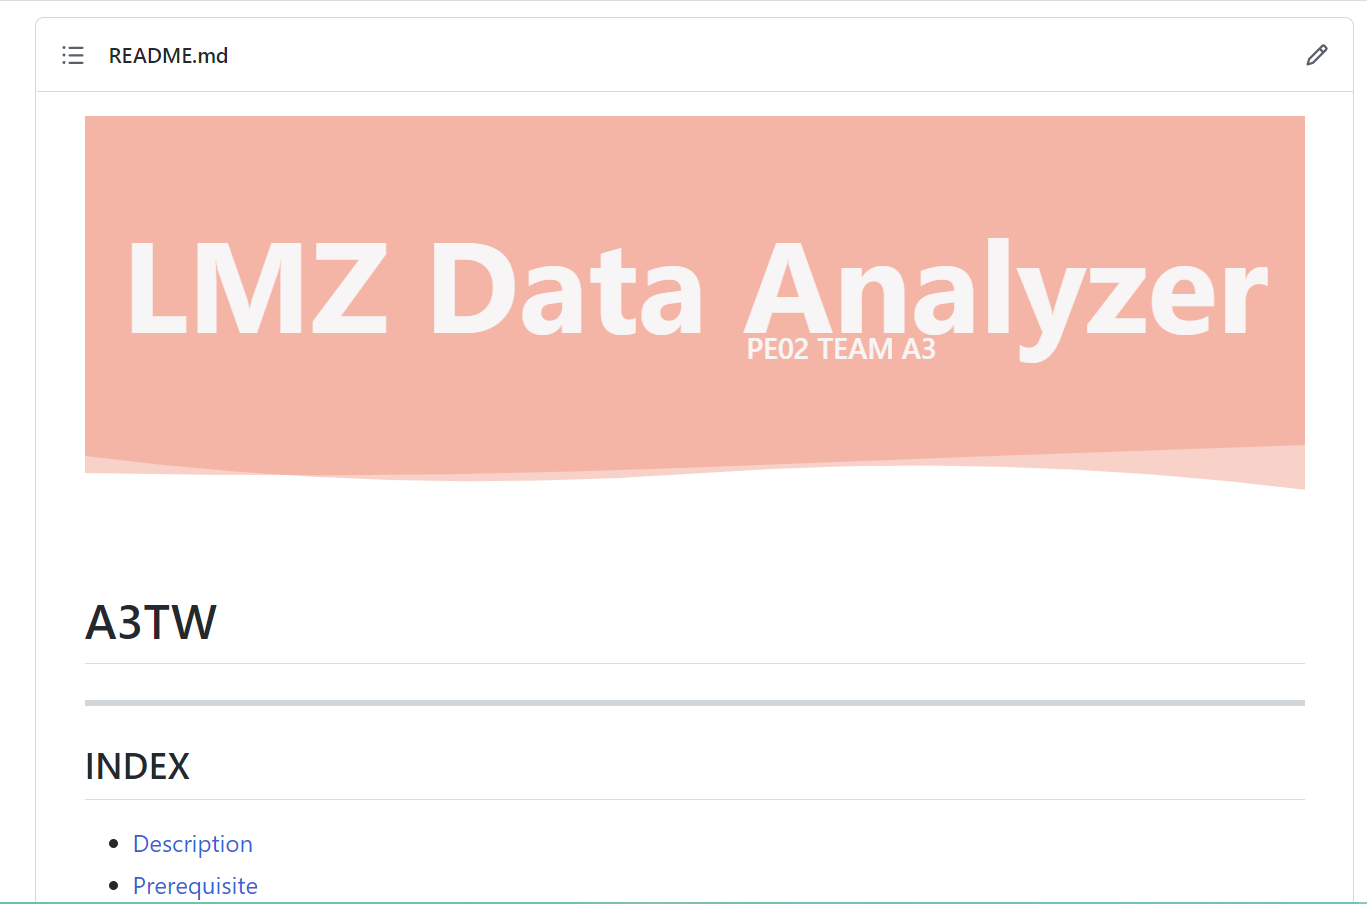 README.md
LMZ Data Analyzer
PE02 TEAM A3
A3TW
INDEX
Description
Prerequisite